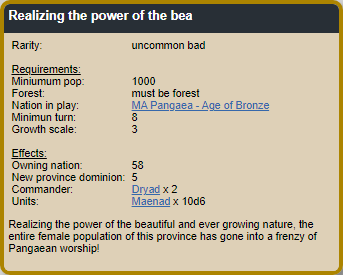 Realizing the power of the bea
Rarity: uncommon bad
Requirements:
Miniumum pop: 1000
Forest: must be forest
Nation in play: MA Pangaea - Age of Bronze
Minimun turn: 8
Growth scale: 3
Effects:
Owning nation: 58
New province dominion: 5
Commander: Dryad x 2
Units: Maenad x 10d6
Realizing the power of the beautiful and ever growing nature, the
entire female population of this province has gone into a frenzy of
Pangaean worship!